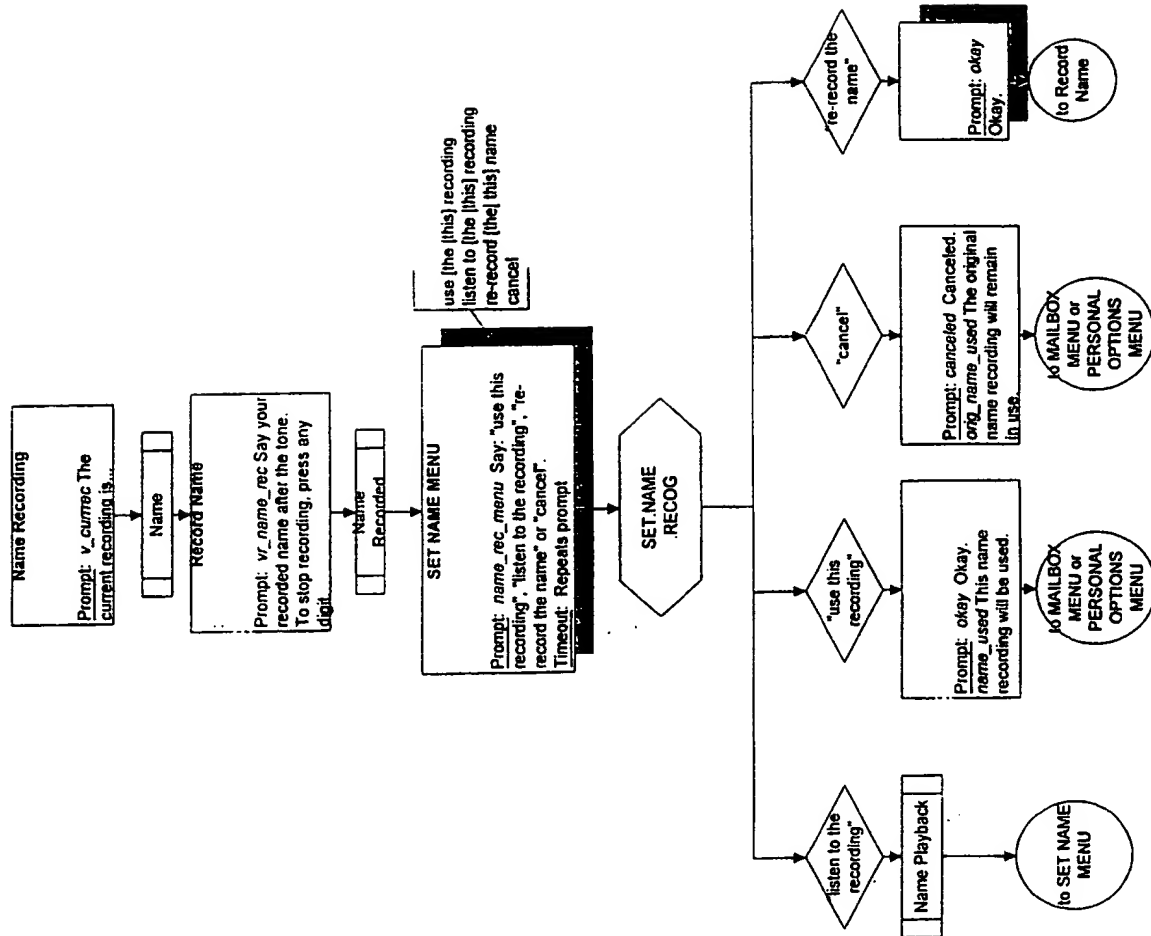 Name Recording
Prompt: v_currrec The
current recording is...
Name
Record Name
Prompt: vr_name_rec Say your
recorded name after the tone.
To stop recording, press any
digit.
Name
Recorded
SET NAME MENU
Prompt: name_rec_menu Say: "use this
recording", "listen to the recording", "re-
record the name" or "cancel".
Timeout: Repeats prompt
use [the |this] recording
listen to [the |this] recording
re-record [the| this] name
cancel
SET.NAME
.RECOG
"listen to the
recording"
Name Playback
to SET NAME
MENU
"use this
recording"
Prompt: okay Okay.
name_used This name
recording will be used.
to MAILBOX
MENU or
PERSONAL
OPTIONS
MENU
"cancel"
Prompt: canceled Canceled.
orig_name_used The original
name recording will remain
in use.
to MAILBOX
MENU or
PERSONAL
OPTIONS
MENU
"re-record the
name"
Prompt: okay
Okay.
to Record
Name